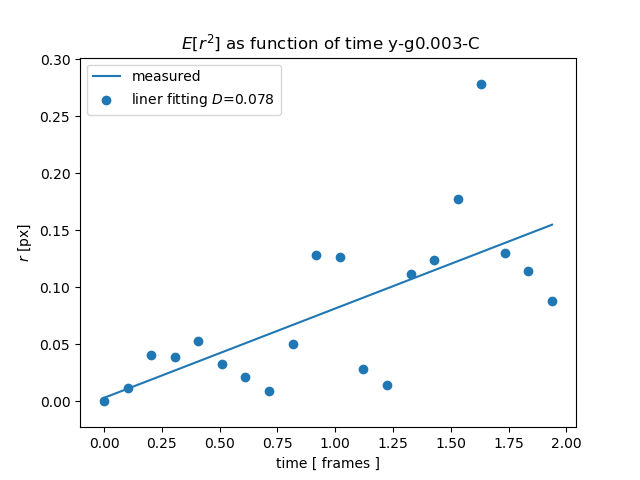 E[r²] as function of time y-g0.003-C
measured
liner fitting D=0.078
0.30
0.25
0.20
0.15
0.10
0.05
0.00
r [px]
0.00 0.25 0.50 0.75 1.00 1.25 1.50 1.75 2.00
time [ frames ]